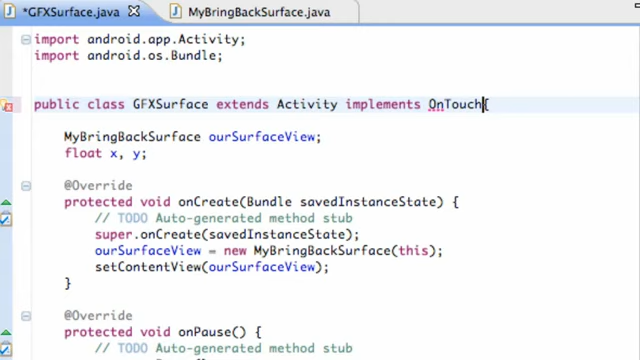 *GFXSurface.java MyBringBackSurface.java
import android.app.Activity;
import android.os.Bundle;
public class GFXSurface extends Activity implements OnTouch{
MyBringBackSurface ourSurfaceView;
float x, y;
@Override
protected void onCreate(Bundle savedInstanceState) {
// TODO Auto-generated method stub
super.onCreate(savedInstanceState);
ourSurfaceView = new MyBringBackSurface(this);
setContentView(ourSurfaceView);
}
@Override
protected void onPause() {
// TODO Auto-generated method stub